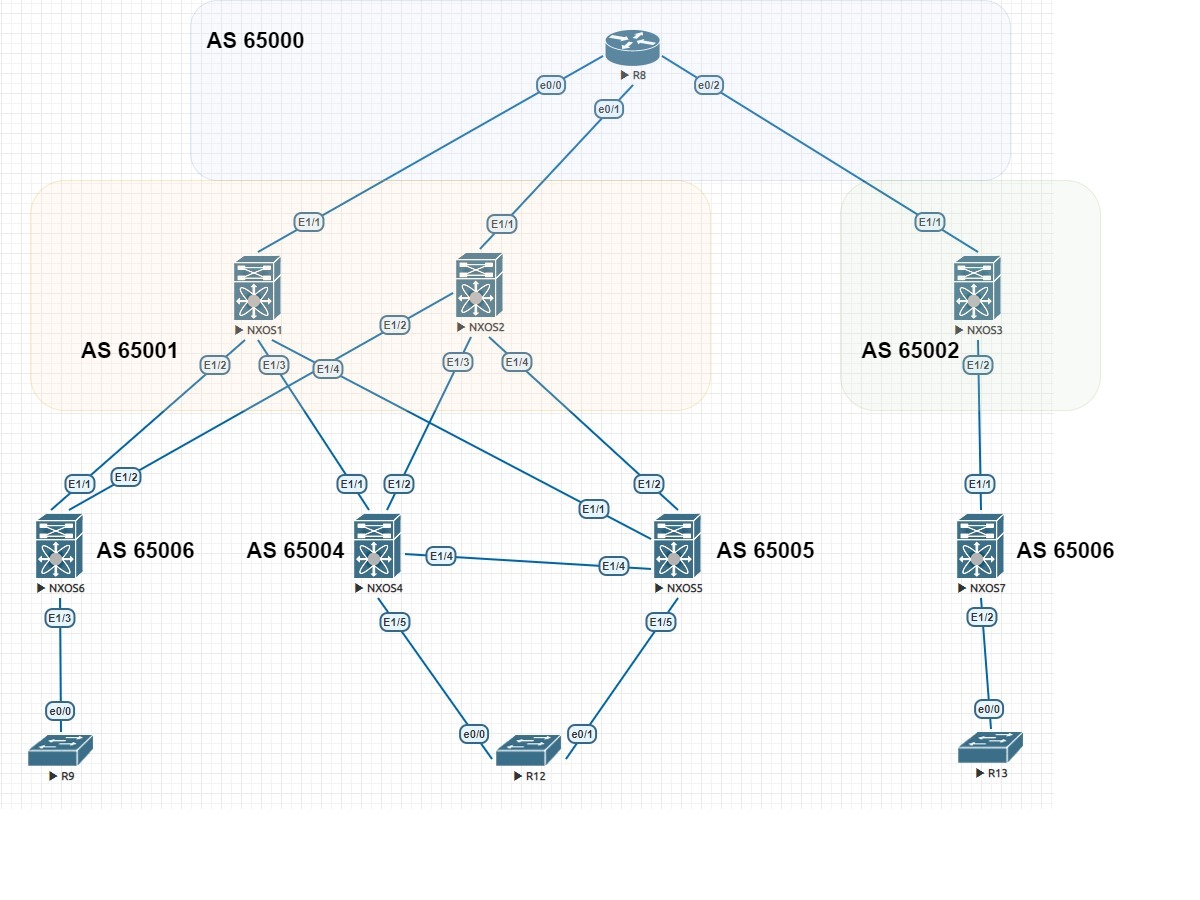 AS 65000
R8
e0/0
e0/2
e0/1
E1/1
E1/1
E1/1
NXOS1
NXOS2
NXOS3
E1/2
AS 65001
AS 65002
E1/2
E1/3
E1/4
E1/3
E1/4
E1/2
E1/1
E1/2
E1/1
E1/2
E1/2
E1/1
E1/1
AS 65006
AS 65004
AS 65005
AS 65006
E1/4
E1/4
NXOS6
NXOS4
NXOS5
NXOS7
E1/3
E1/5
E1/5
E1/2
e0/0
e0/0
e0/1
e0/0
R9
R12
R13